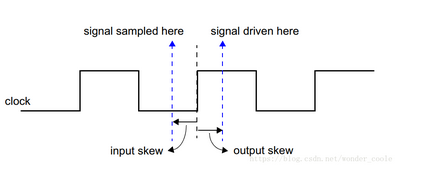 signal sampled here signal driven here
clock
input skew output skew
https://blog.csdn.net/wonder_coole